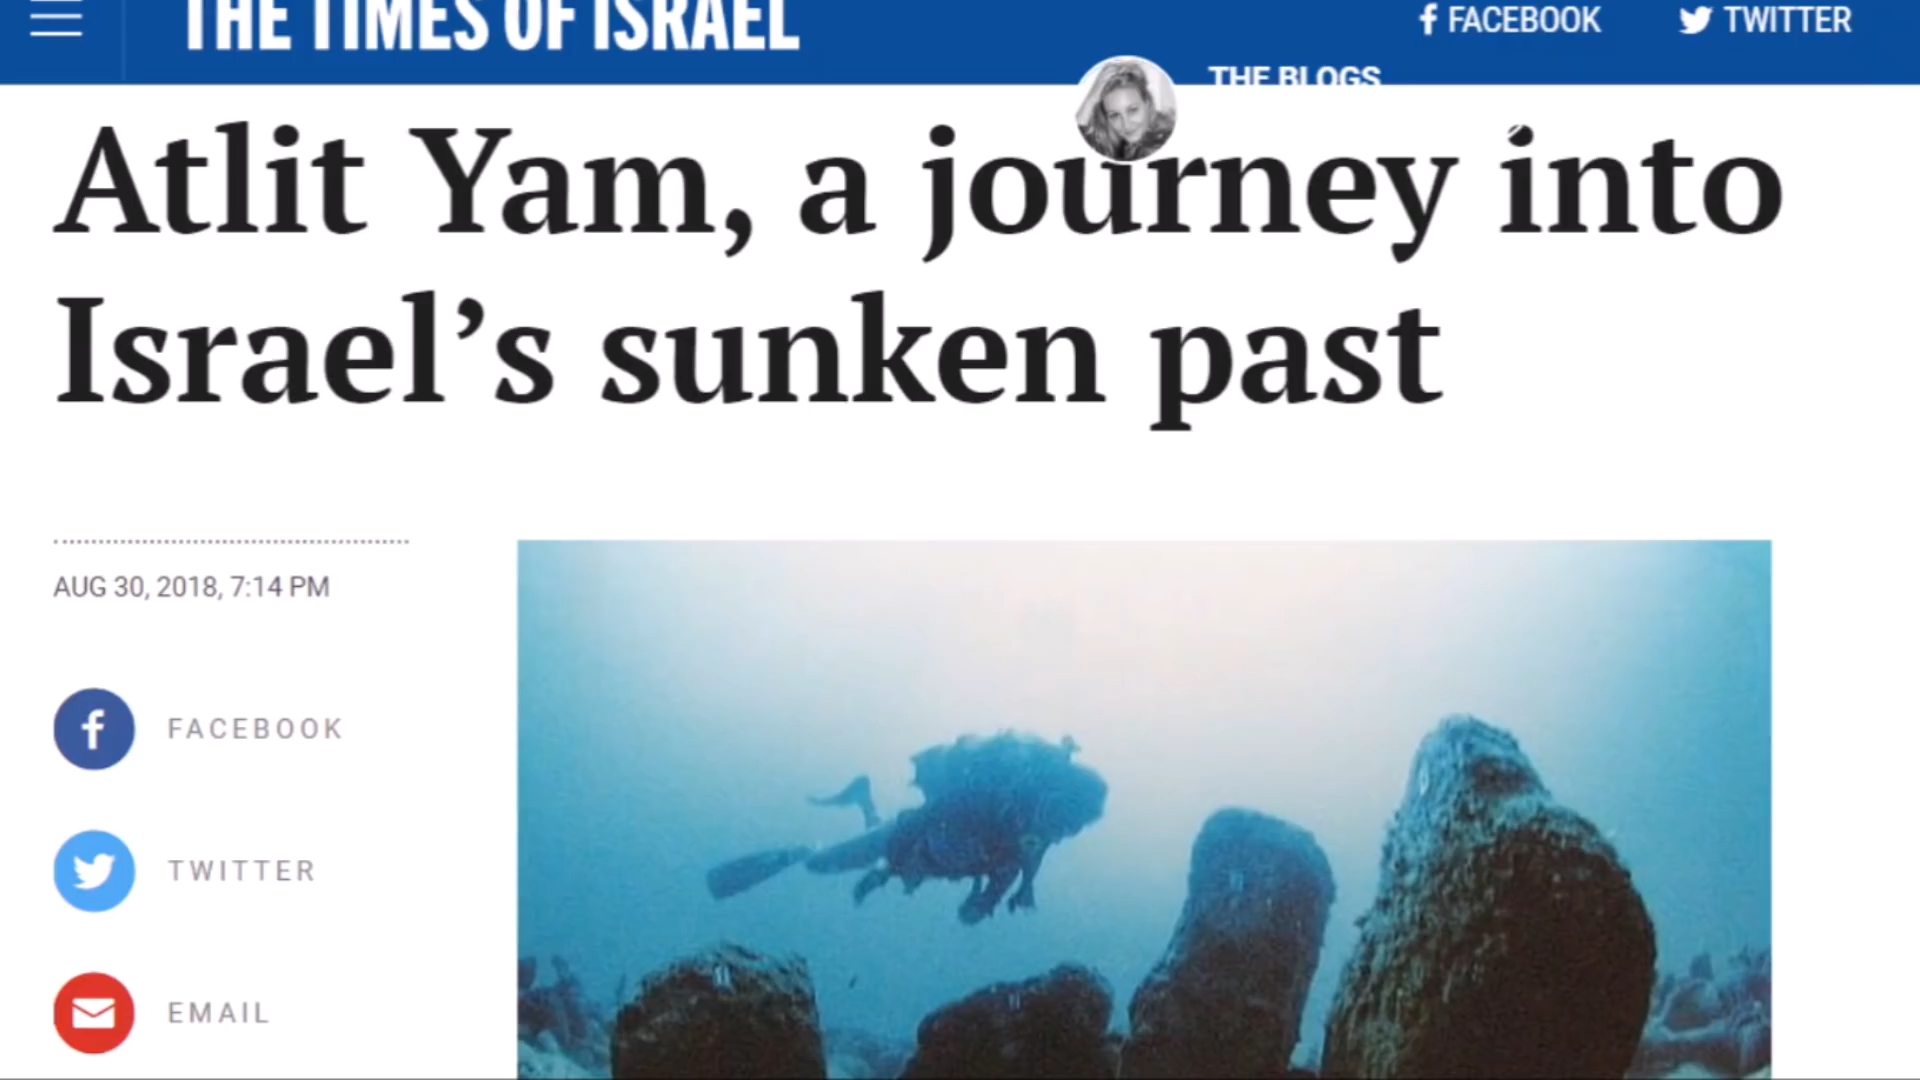 THE TIMES OF ISRAEL
FACEBOOK
TWITTER
THE BLOGS
Atlit Yam, a journey into
Israel’s sunken past
AUG 30, 2018, 7:14 PM
FACEBOOK
TWITTER
EMAIL